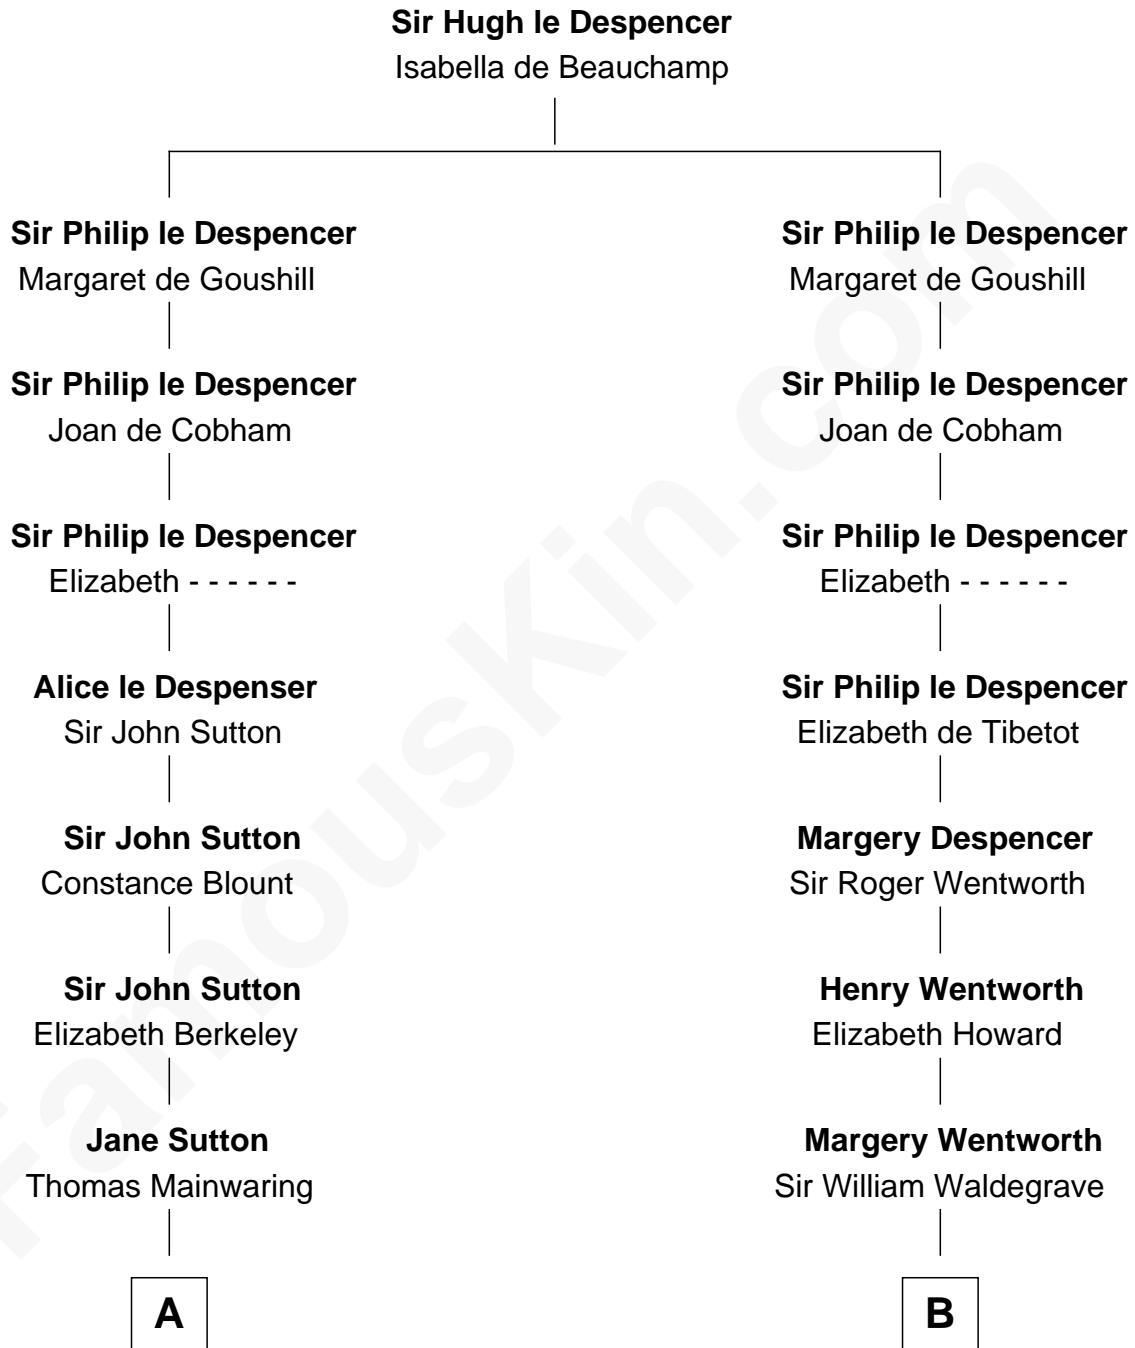 Sir Hugh le Despencer
Isabella de Beauchamp
Sir Philip le Despencer
Margaret de Goushill
Sir Philip le Despencer
Joan de Cobham
Sir Philip le Despencer
Elizabeth - - - - - -
Alice le Despenser
Sir John Sutton
Sir John Sutton
Constance Blount
Sir John Sutton
Elizabeth Berkeley
Jane Sutton
Thomas Mainwaring
A
Sir Philip le Despencer
Margaret de Goushill
Sir Philip le Despencer
Joan de Cobham
Sir Philip le Despencer
Elizabeth - - - - - -
Sir Philip le Despencer
Elizabeth de Tibetot
Margery Despencer
Sir Roger Wentworth
Henry Wentworth
Elizabeth Howard
Margery Wentworth
Sir William Waldegrave
B
FamousKin.com